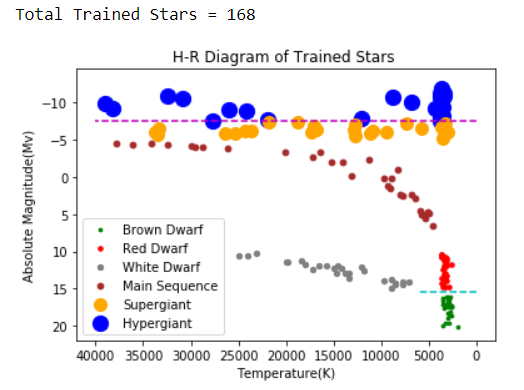 Total Trained Stars = 168
H-R Diagram of Trained Stars
Absolute Magnitude(Mv)
−10
−5
0
5
10
15
20
Brown Dwarf
Red Dwarf
White Dwarf
Main Sequence
Supergiant
Hypergiant
40000 35000 30000 25000 20000 15000 10000 5000 0
Temperature(K)